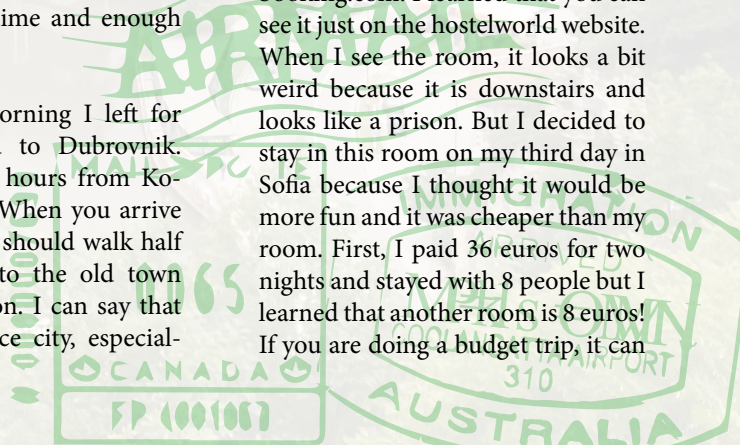 ime and enough
orning I left for
to Dubrovnik.
hours from Ko-
When you arrive
should walk half
to the old town
on. I can say that
ce city, especial-
see it just on the hostelworld website.
When I see the room, it looks a bit
weird because it is downstairs and
looks like a prison. But I decided to
stay in this room on my third day in
Sofia because I thought it would be
more fun and it was cheaper than my
room. First, I paid 36 euros for two
nights and stayed with 8 people but I
learned that another room is 8 euros!
If you are doing a budget trip, it can
AIRMAIL
0065
CANADA
IMMIGRATION
ARRIVED
COOLANGATTA AIRPORT
310
AUSTRALIA